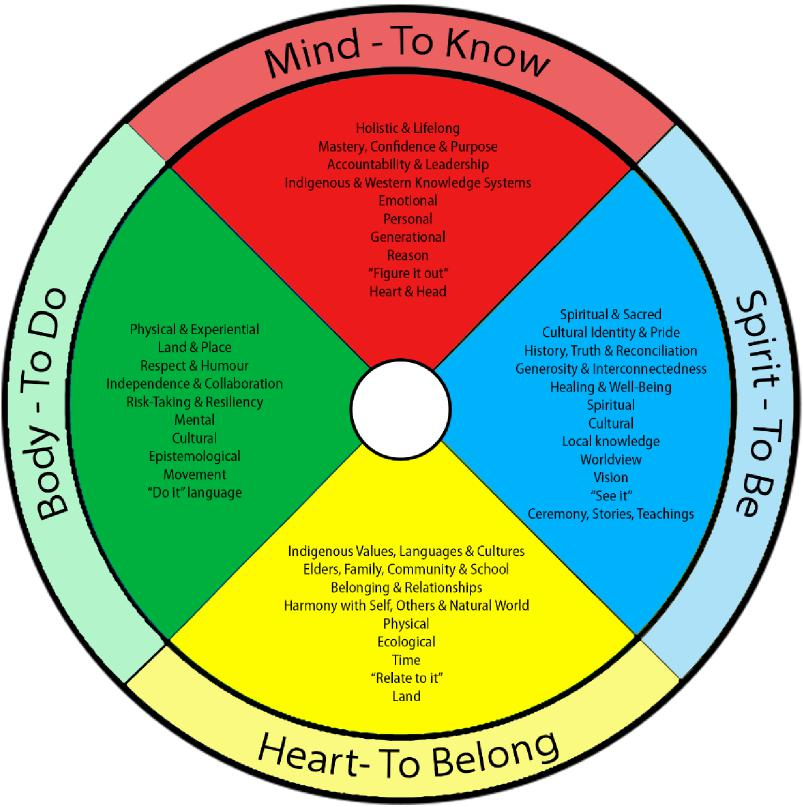 Mind - To Know
Holistic & Lifelong
Mastery, Confidence & Purpose
Accountability & Leadership
Indigenous & Western Knowledge Systems
Emotional
Personal
Generational
Reason
"Figure it out"
Heart & Head
Spirit - To Be
Spiritual & Sacred
Cultural Identity & Pride
History, Truth & Reconciliation
Generosity & Interconnectedness
Healing & Well-Being
Spiritual
Cultural
Local knowledge
Worldview
Vision
"See it"
Ceremony, Stories, Teachings
Heart- To Belong
Indigenous Values, Languages & Cultures
Elders, Family, Community & School
Belonging & Relationships
Harmony with Self, Others & Natural World
Physical
Ecological
Time
"Relate to it"
Land
Body - To Do
Physical & Experiential
Land & Place
Respect & Humour
Independence & Collaboration
Risk-Taking & Resiliency
Mental
Cultural
Epistemological
Movement
"Do it" language